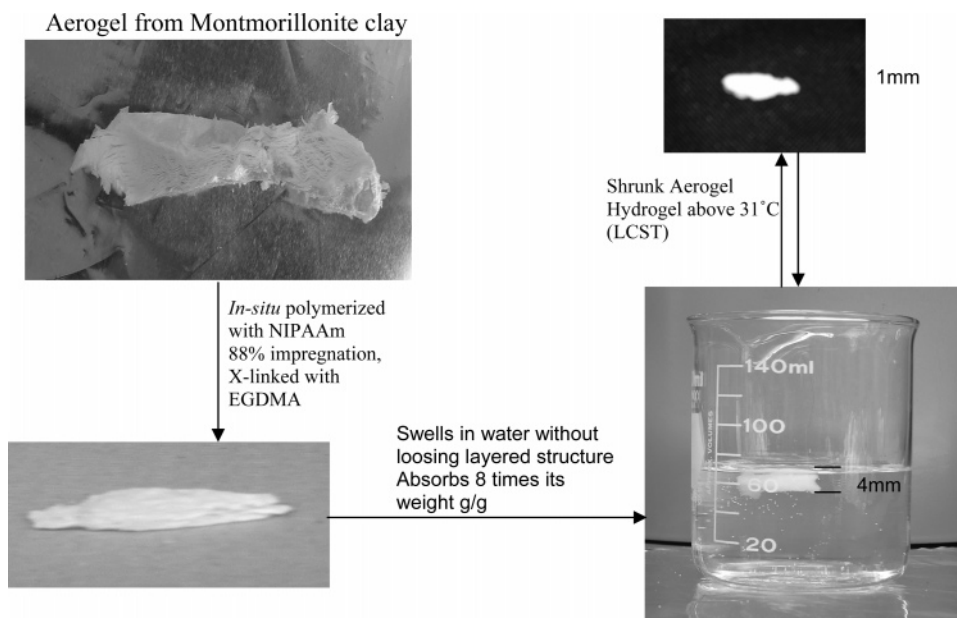 Aerogel from Montmorillonite clay
In-situ polymerized
with NIPAAm
88% impregnation,
X-linked with
EGDMA
Swells in water without
loosing layered structure
Absorbs 8 times its
weight g/g
1mm
Shrunk Aerogel
Hydrogel above 31˚C
(LCST)
140ml
100
60
20
VOLUMES
4mm